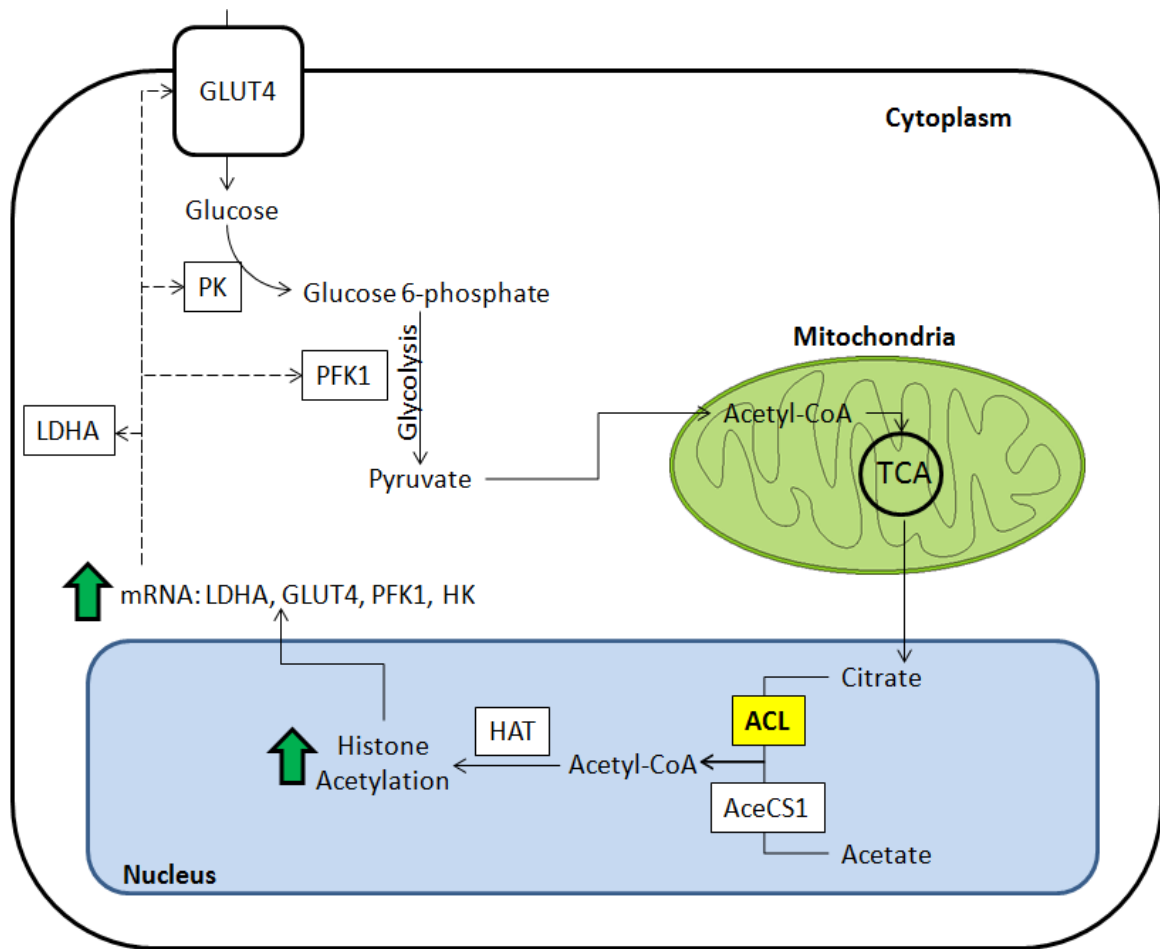 GLUT4
Cytoplasm
Glucose
PK
Glucose 6-phosphate
Glycolysis
PFK1
Mitochondria
LDHA
Acetyl-CoA
TCA
Pyruvate
mRNA: LDHA, GLUT4, PFK1, HK
Citrate
ACL
HAT
Histone
Acetylation
Acetyl-CoA
AceCS1
Acetate
Nucleus